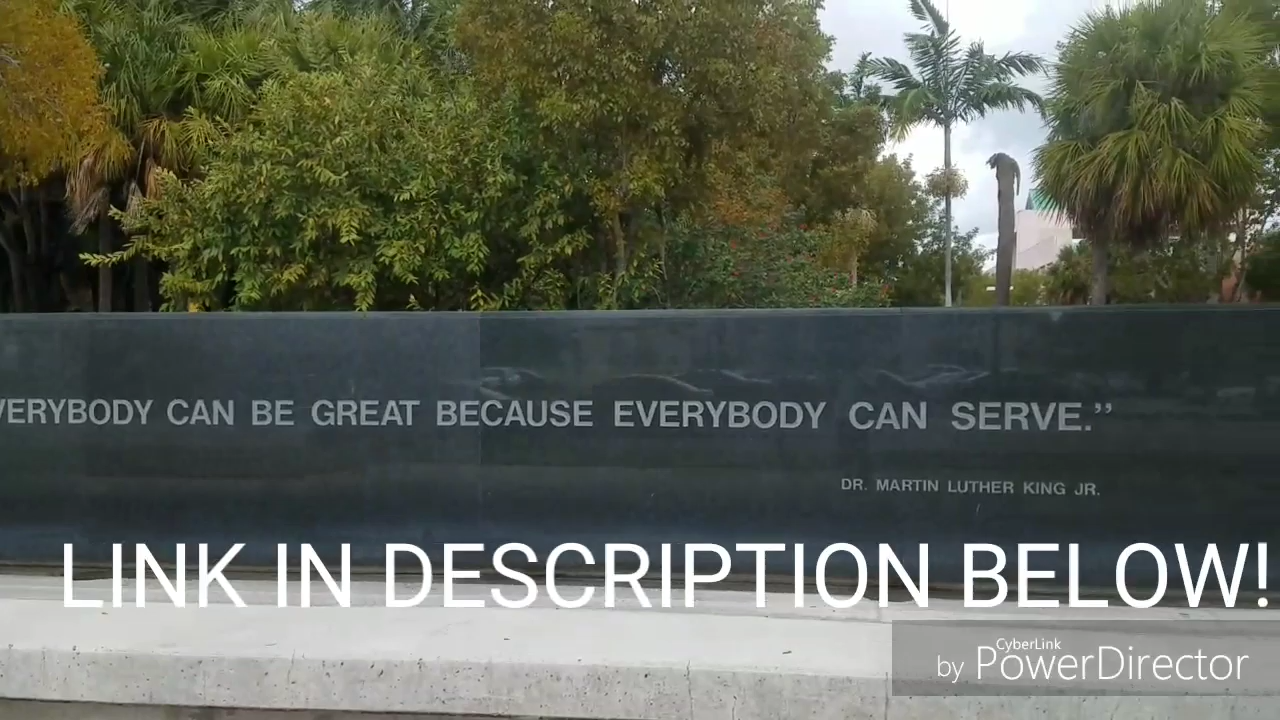 VERYBODY CAN BE GREAT BECAUSE EVERYBODY CAN SERVE.”
DR. MARTIN LUTHER KING JR.
LINK IN DESCRIPTION BELOW!
CyberLink
by PowerDirector